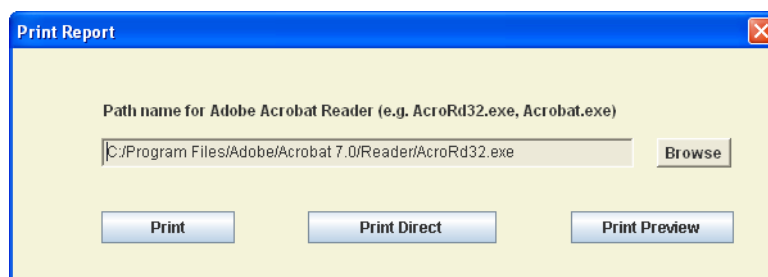 Print Report
Path name for Adobe Acrobat Reader (e.g. AcroRd32.exe, Acrobat.exe)
C:/Program Files/Adobe/Acrobat 7.0/Reader/AcroRd32.exe
Browse
Print
Print Direct
Print Preview